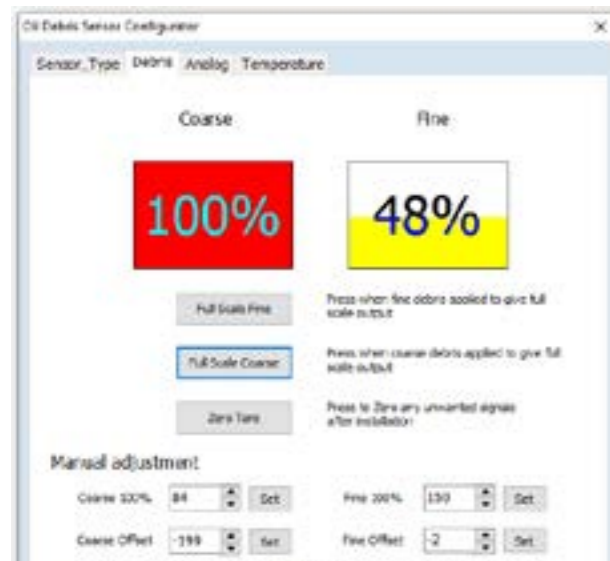 Oil Debris Sensor Configurator
Sensor_Type Debris Analog Temperature
Coarse Fine
100% 48%
Full Scale Fine Press when fine debris applied to give full
scale output
Full Scale Coarse Press when coarse debris applied to give full
scale output
Zero Tare Press to Zero any unwanted signals
after installation
Manual adjustment
Coarse 100% 84 Set Fine 100% 150 Set
Coarse Offset -199 Set Fine Offset -2 Set